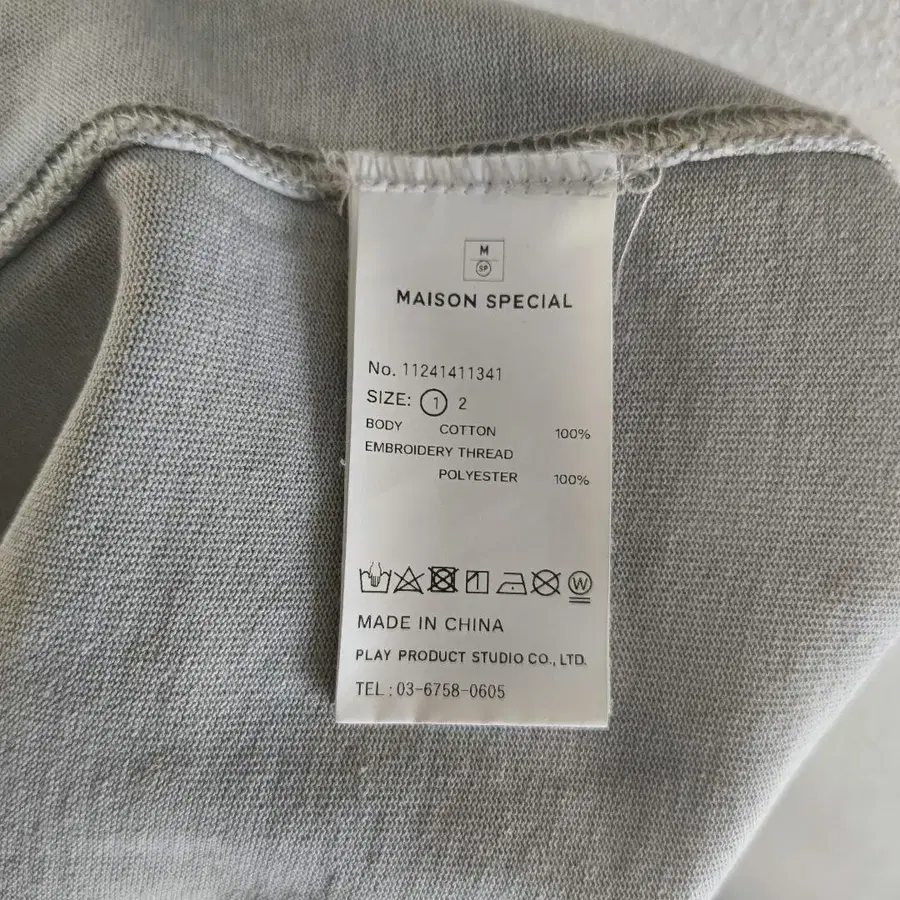 M
SP
MAISON SPECIAL
No. 11241411341
SIZE: 1 2
BODY COTTON 100%
EMBROIDERY THREAD
POLYESTER 100%
W
MADE IN CHINA
PLAY PRODUCT STUDIO CO., LTD.
TEL : 03-6758-0605